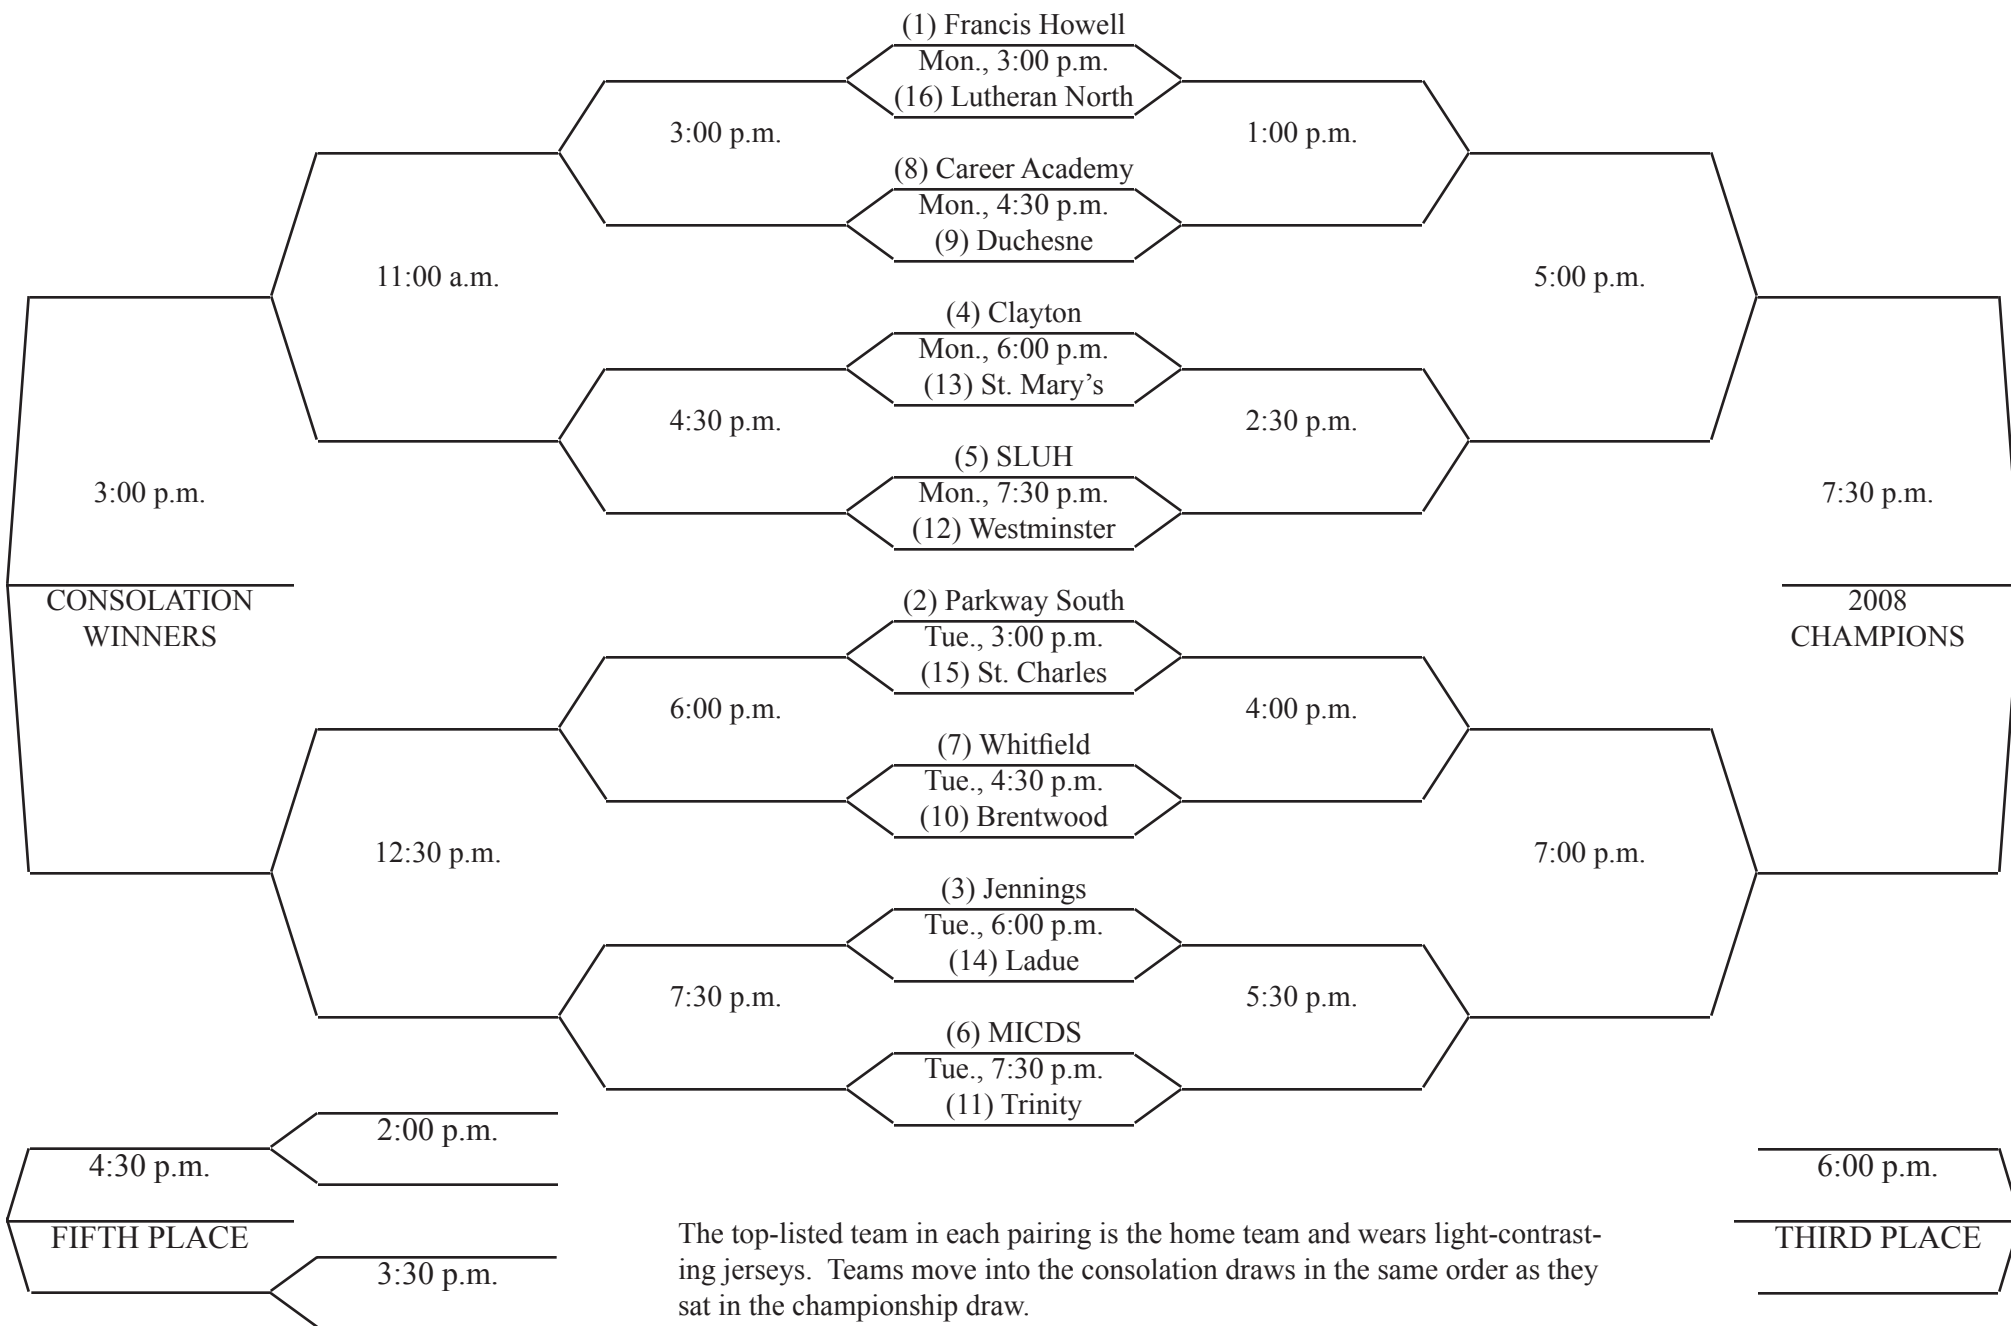 (1) Francis Howell
Mon., 3:00 p.m.
(16) Lutheran North
3:00 p.m.
1:00 p.m.
(8) Career Academy
Mon., 4:30 p.m.
(9) Duchesne
11:00 a.m.
5:00 p.m.
(4) Clayton
Mon., 6:00 p.m.
(13) St. Mary’s
4:30 p.m.
2:30 p.m.
(5) SLUH
Mon., 7:30 p.m.
(12) Westminster
3:00 p.m.
7:30 p.m.
CONSOLATION
WINNERS
2008
CHAMPIONS
(2) Parkway South
Tue., 3:00 p.m.
(15) St. Charles
6:00 p.m.
4:00 p.m.
(7) Whitfield
Tue., 4:30 p.m.
(10) Brentwood
12:30 p.m.
7:00 p.m.
(3) Jennings
Tue., 6:00 p.m.
(14) Ladue
7:30 p.m.
5:30 p.m.
(6) MICDS
Tue., 7:30 p.m.
(11) Trinity
2:00 p.m.
4:30 p.m.
FIFTH PLACE
3:30 p.m.
6:00 p.m.
THIRD PLACE
The top-listed team in each pairing is the home team and wears light-contrast-
ing jerseys.  Teams move into the consolation draws in the same order as they
sat in the championship draw.